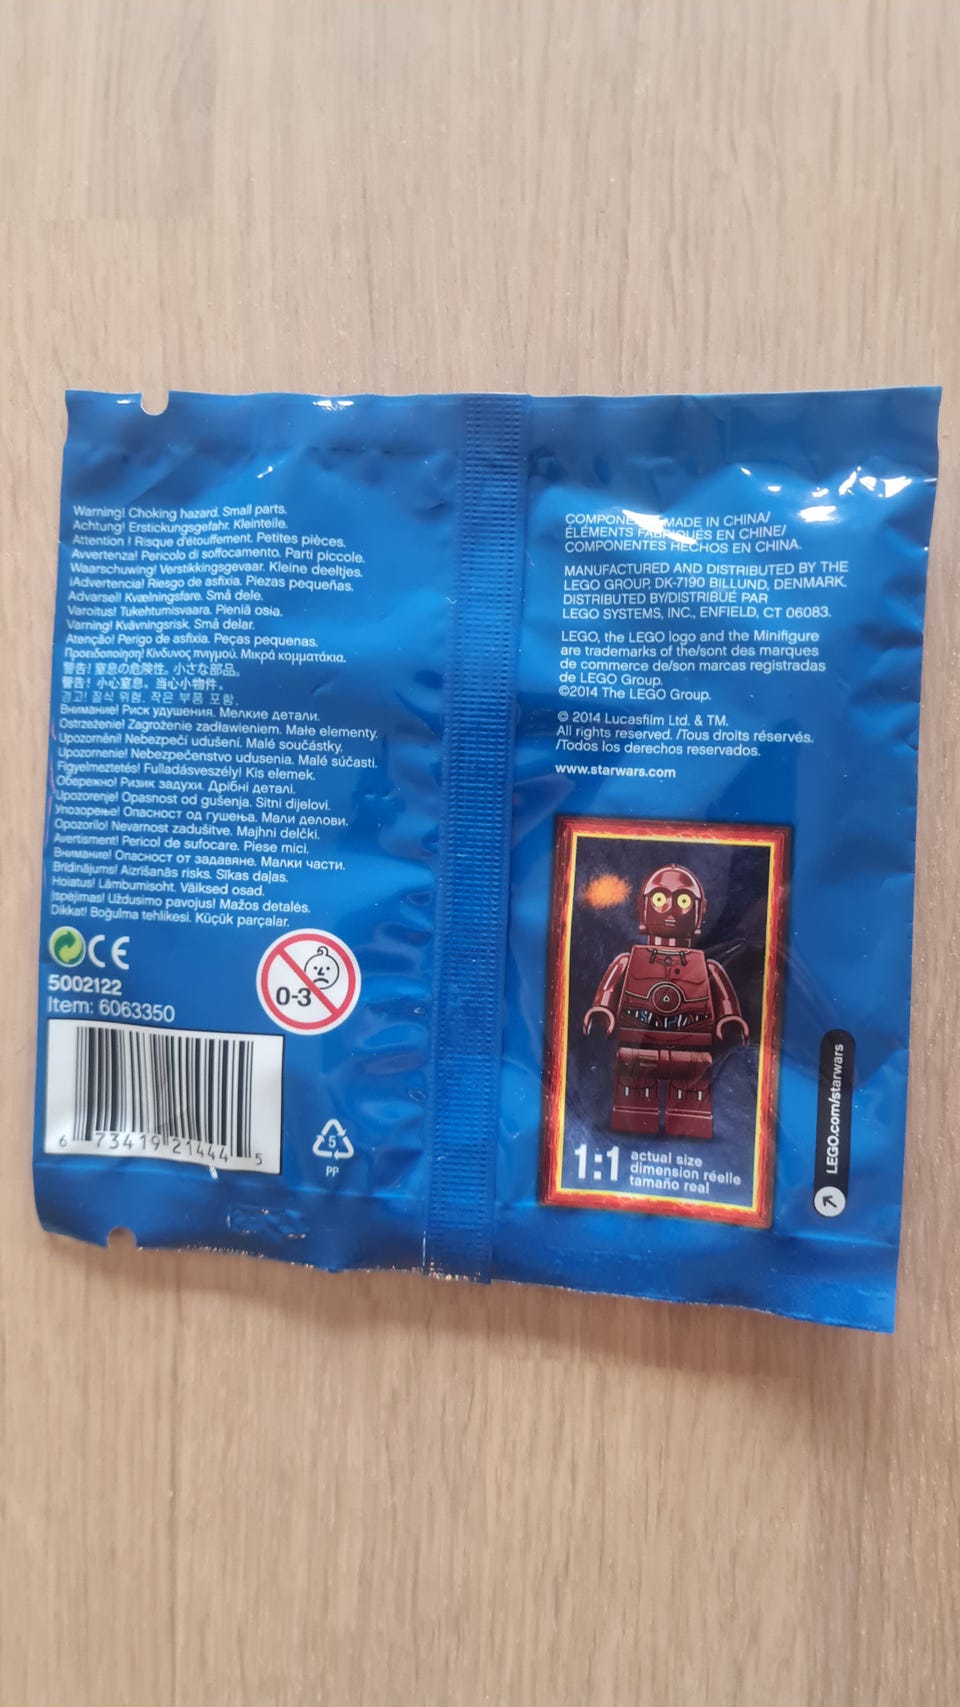 Warning! Choking hazard. Small parts.
Achtung! Erstickungsgefahr. Kleinteile.
Attention ! Risque d'étouffement. Petites pièces.
Avvertenza! Pericolo di soffocamento. Parti piccole.
Waarschuwing! Verstikkingsgevaar. Kleine deeltjes.
¡Advertencia! Riesgo de asfixia. Piezas pequeñas.
Advarsel! Kvælningsfare. Små dele.
Varoitus! Tukehtumisvaara. Pieniä osia.
Varning! Kvävningsrisk. Små delar.
Atenção! Perigo de asfixia. Peças pequenas.
Προειδοποίηση! Κίνδυνος πνιγμού. Μικρά κομματάκια.
警告! 窒息の危険性。小さな部品。
警告! 小心窒息。当心小物件。
경고! 질식 위험. 작은 부품 포함.
Внимание! Риск удушения. Мелкие детали.
Ostrzeżenie! Zagrożenie zadławieniem. Małe elementy.
Upozornění! Nebezpečí udušení. Malé součástky.
Upozornenie! Nebezpečenstvo udusenia. Malé súčasti.
Figyelmeztetés! Fulladásveszély! Kis elemek.
Обережно! Ризик задухи. Дрібні деталі.
Upozorenje! Opasnost od gušenja. Sitni dijelovi.
Упозорење! Опасност од гушења. Мали делови.
Opozorilo! Nevarnost zadušitve. Majhni delčki.
Avertisment! Pericol de sufocare. Piese mici.
Внимание! Опасност от задавяне. Малки части.
Brīdinājums! Aizrīšanās risks. Sīkas daļas.
Hoiatus! Lämbumisoht. Väiksed osad.
Įspėjimas! Uždusimo pavojus! Mažos detalės.
Dikkat! Boğulma tehlikesi. Küçük parçalar.
CE
5002122
Item: 6063350
0-3
6 73419 21444 5
5
PP
MADE IN CHINA/
ÉLÉMENTS FABRIQUÉS EN CHINE/
COMPONENTES HECHOS EN CHINA.
MANUFACTURED AND DISTRIBUTED BY THE
LEGO GROUP, DK-7190 BILLUND, DENMARK.
DISTRIBUTED BY/DISTRIBUÉ PAR
LEGO SYSTEMS, INC., ENFIELD, CT 06083.
LEGO, the LEGO logo and the Minifigure
are trademarks of the/sont des marques
de commerce de/son marcas registradas
de LEGO Group.
©2014 The LEGO Group.
© 2014 Lucasfilm Ltd. & TM.
All rights reserved. /Tous droits réservés.
/Todos los derechos reservados.
www.starwars.com
1:1 actual size
dimension réelle
tamaño real
LEGO.com/starwars